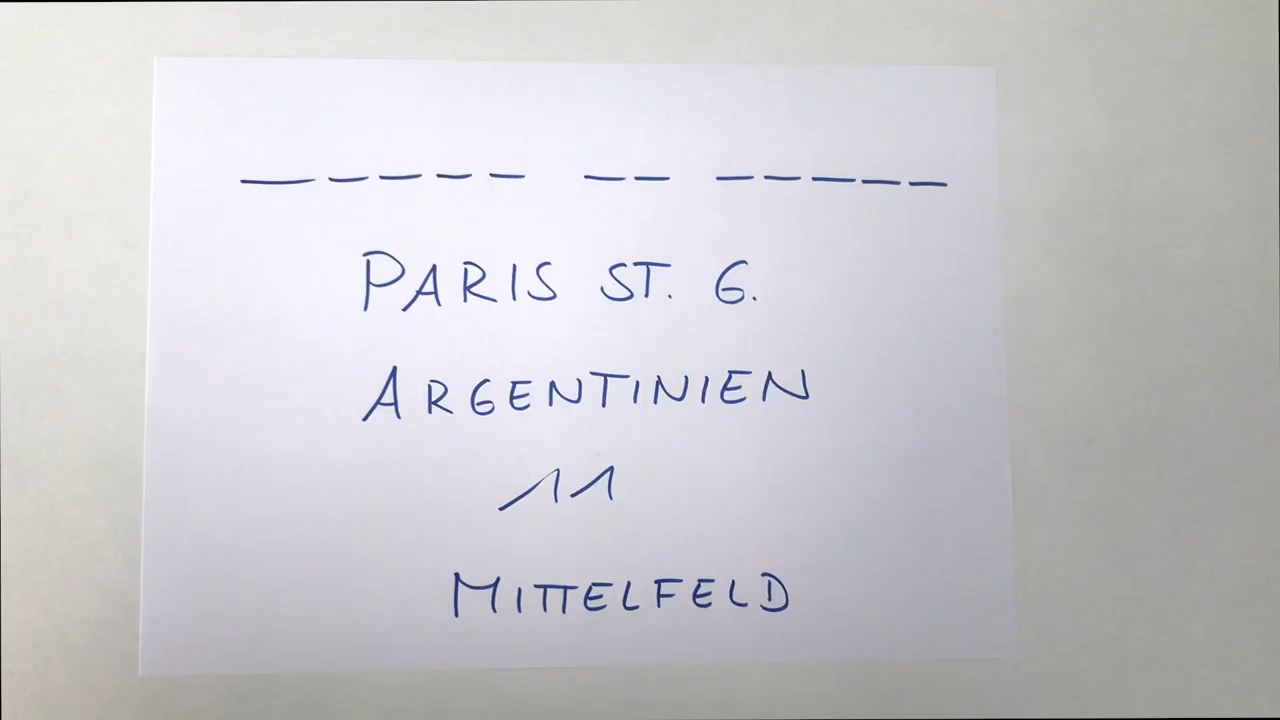 _ _ _ _ _  _ _  _ _ _ _ _
PARIS ST. G.
ARGENTINIEN
11
MITTELFELD